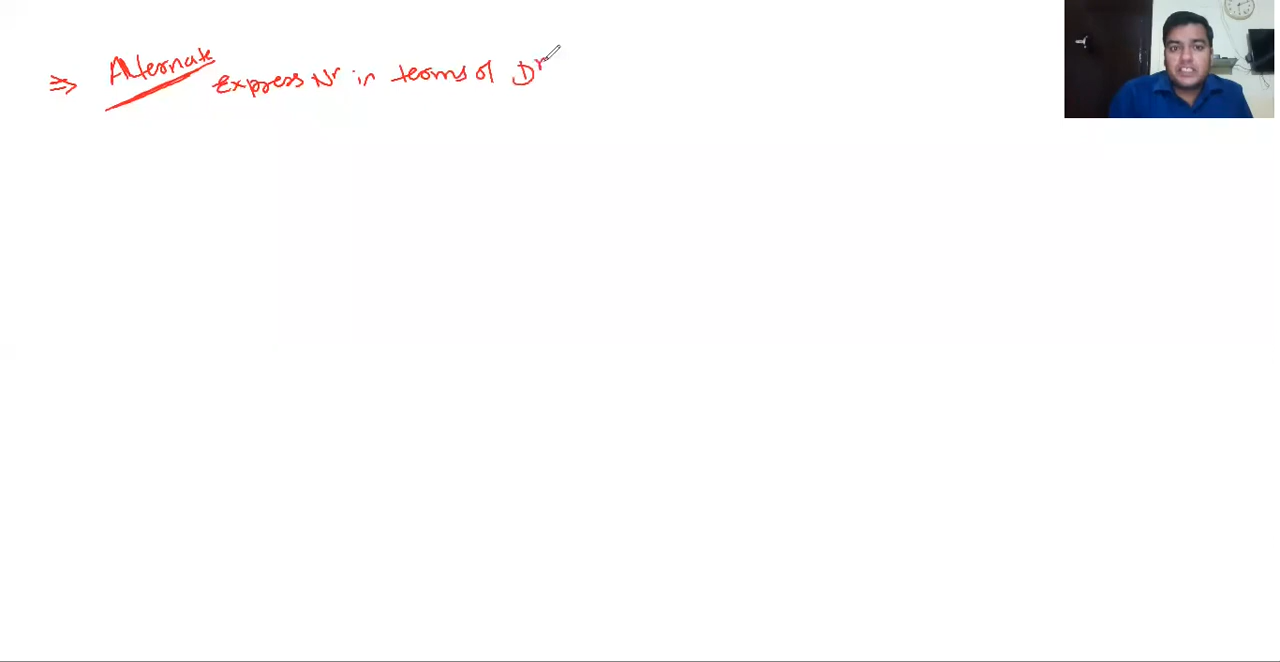 ⇒ Alternate Express Nʳ in terms of Dʳ